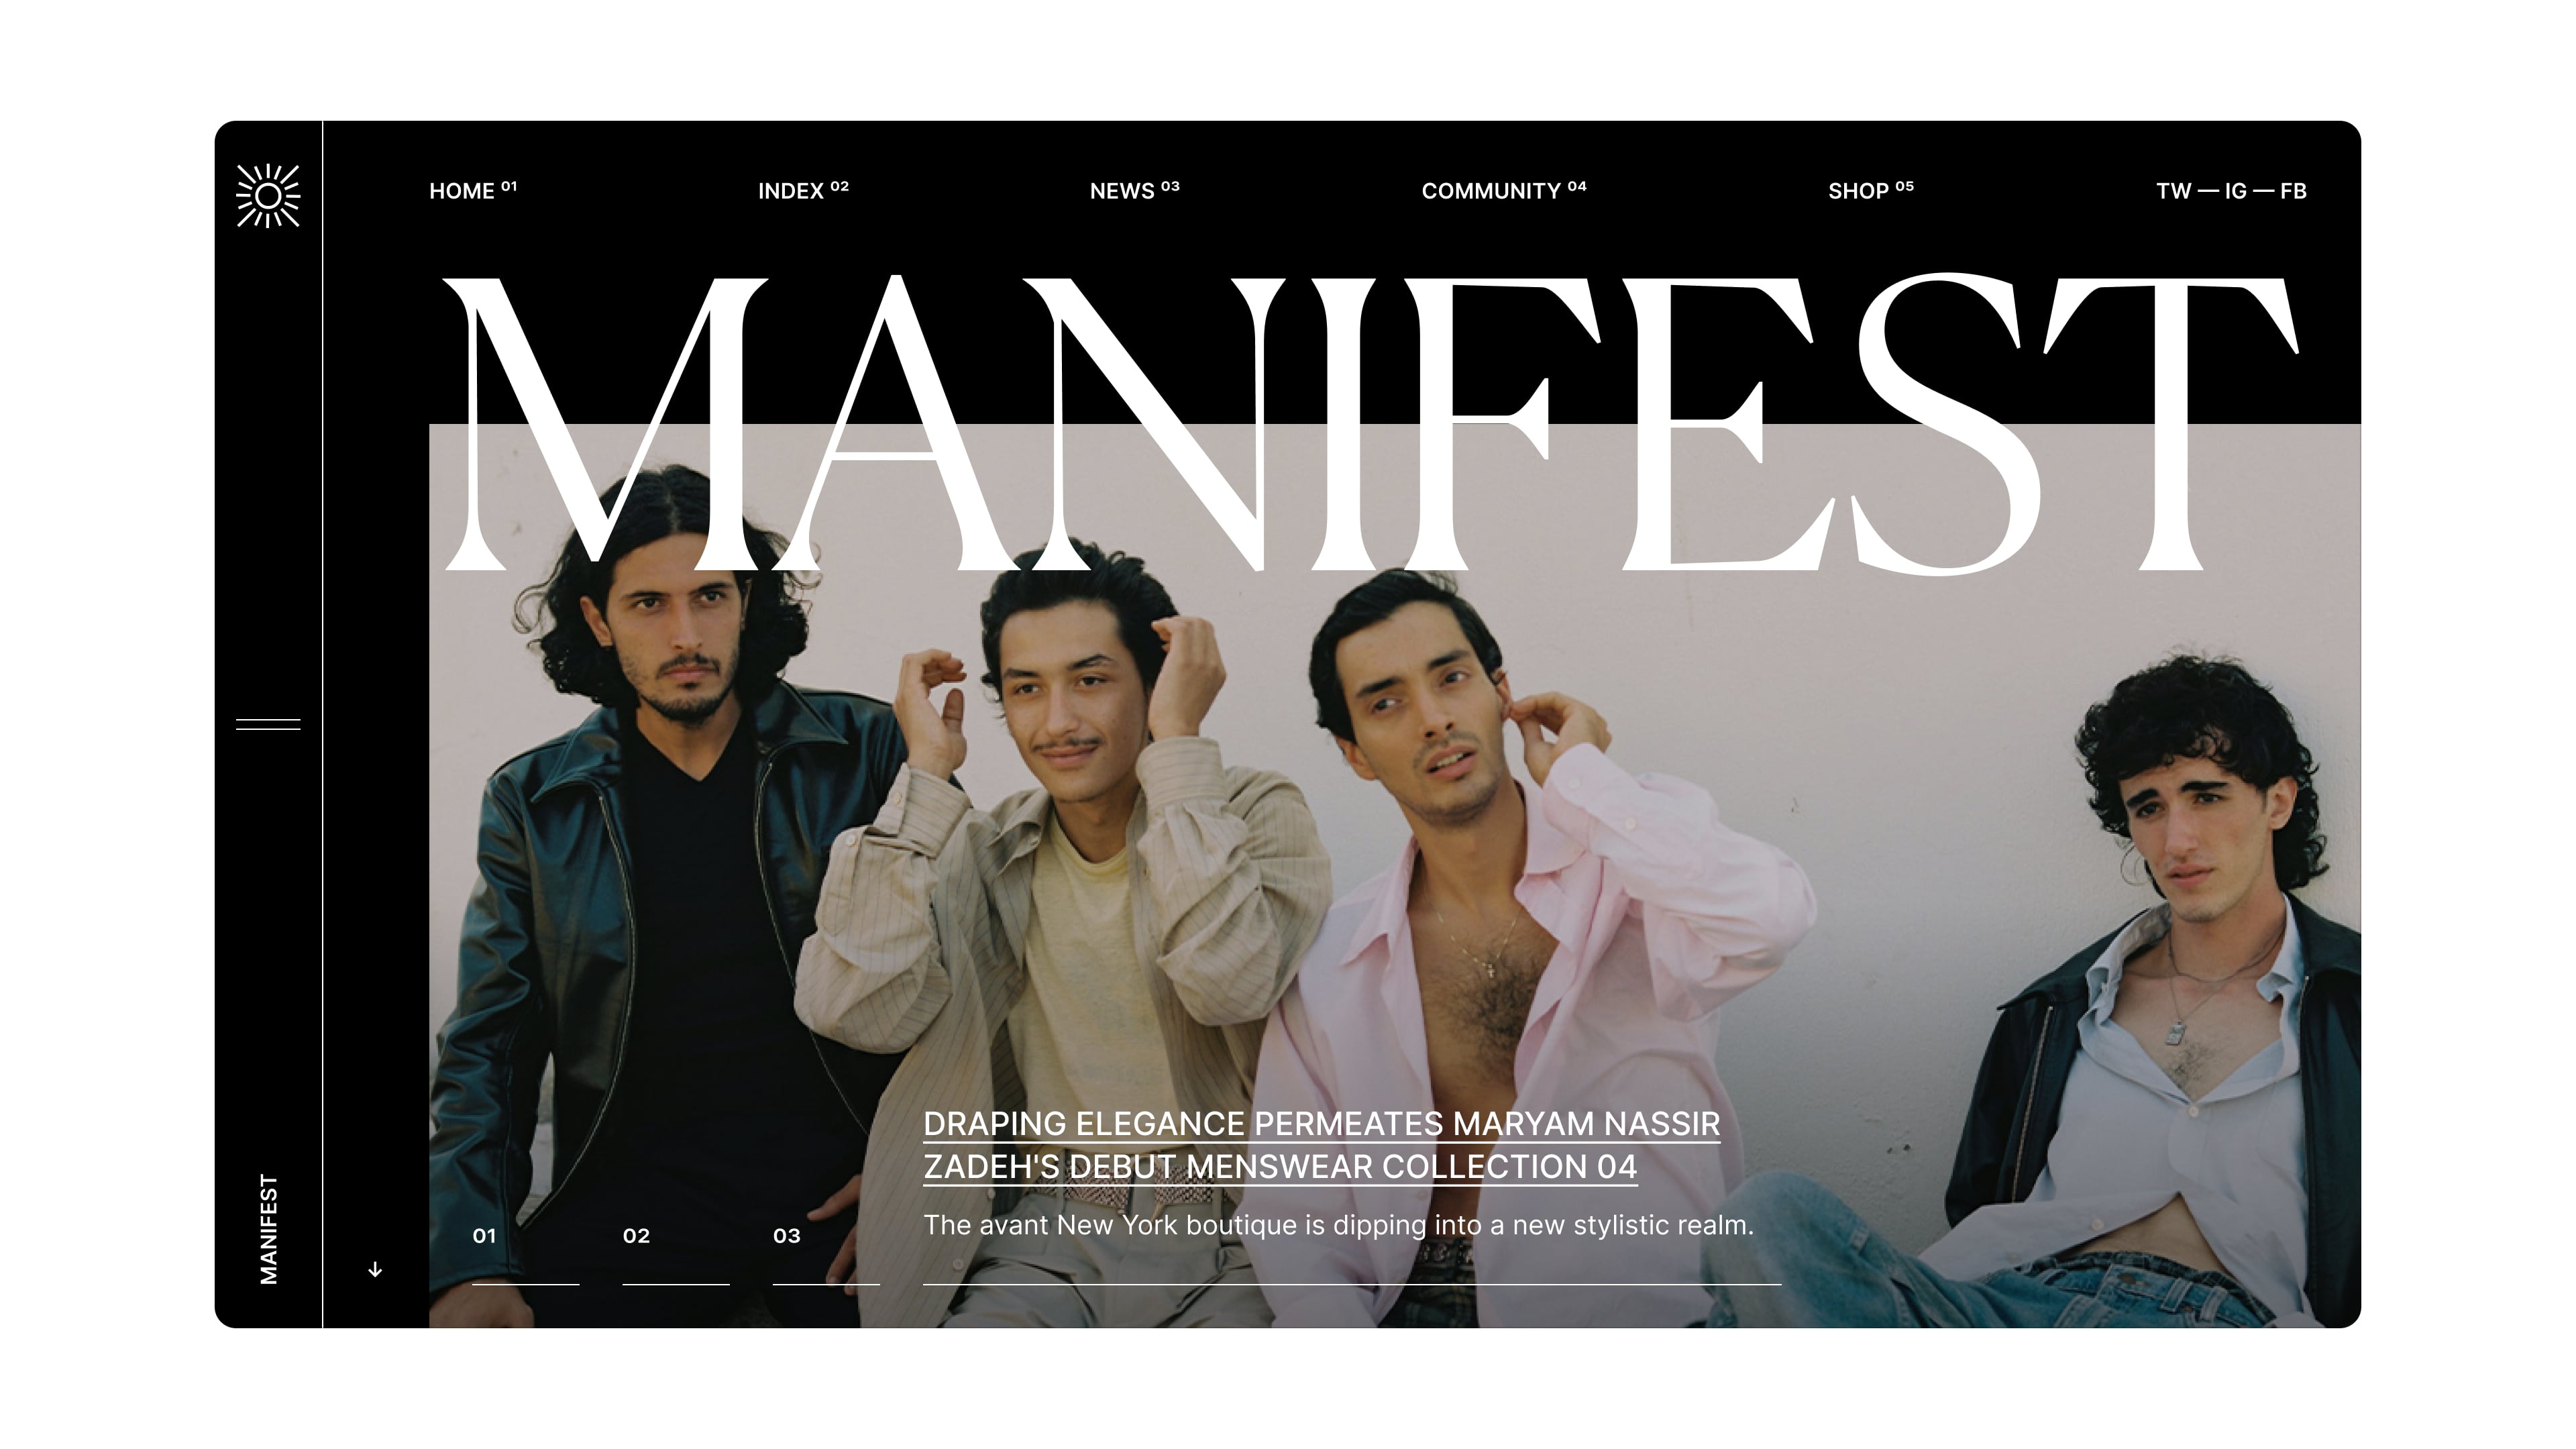 HOME 01
INDEX 02
NEWS 03
COMMUNITY 04
SHOP 05
TW — IG — FB
MANIFEST
DRAPING ELEGANCE PERMEATES MARYAM NASSIR
ZADEH'S DEBUT MENSWEAR COLLECTION 04
The avant New York boutique is dipping into a new stylistic realm.
01
02
03
MANIFEST